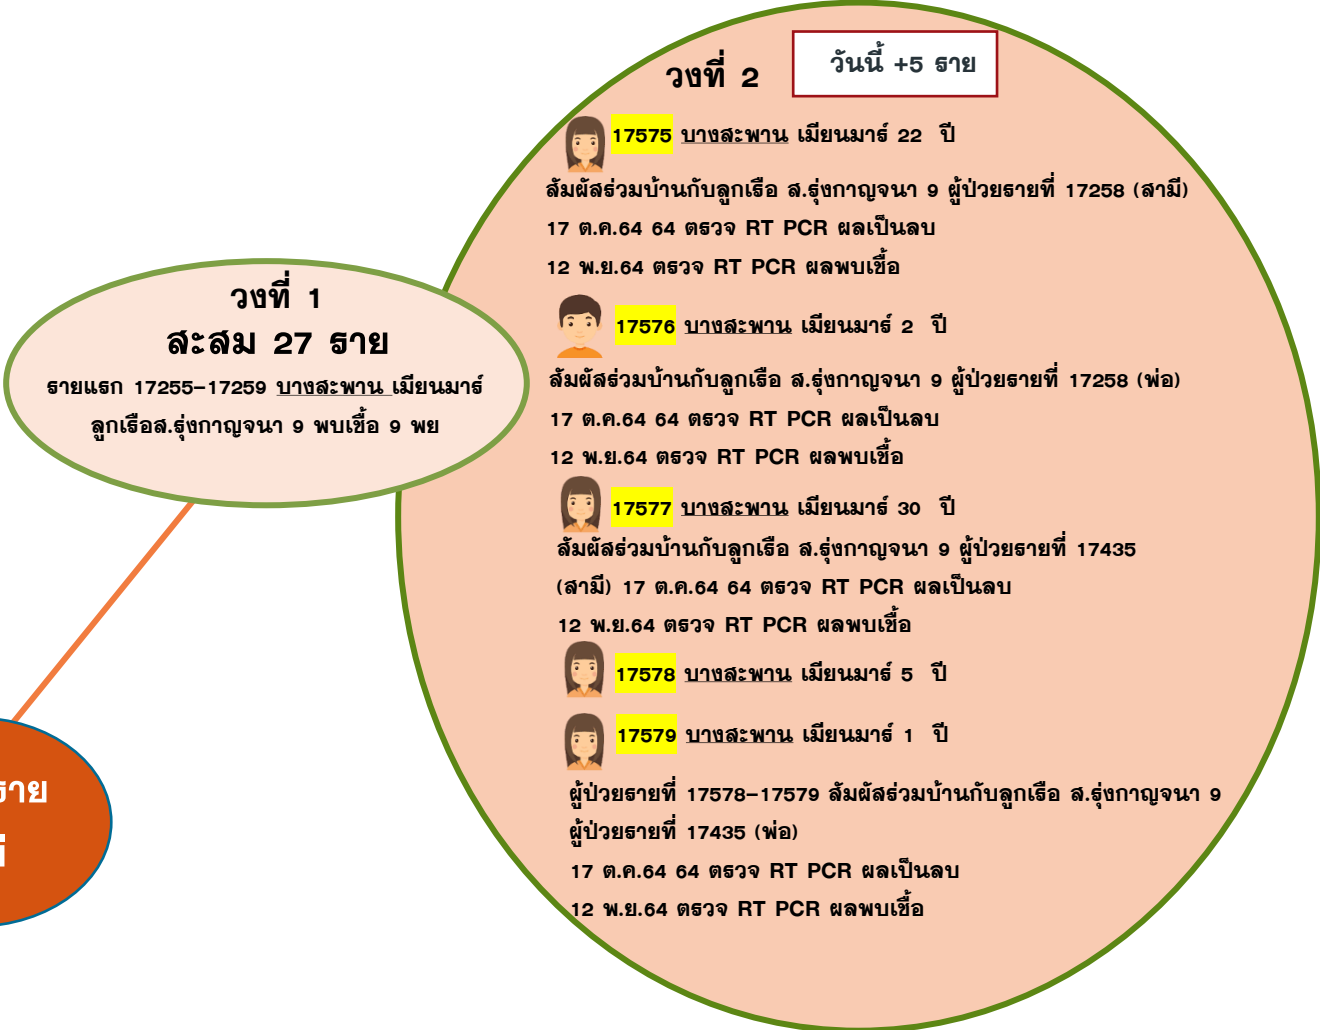 วงที่ 2
วันนี้ +5 ราย
17575 บางสะพาน เมียนมาร์ 22 ปี
สัมผัสร่วมบ้านกับลูกเรือ ส.รุ่งกาญจนา 9 ผู้ป่วยรายที่ 17258 (สามี)
17 ต.ค.64 64 ตรวจ RT PCR ผลเป็นลบ
12 พ.ย.64 ตรวจ RT PCR ผลพบเชื้อ
17576 บางสะพาน เมียนมาร์ 2 ปี
สัมผัสร่วมบ้านกับลูกเรือ ส.รุ่งกาญจนา 9 ผู้ป่วยรายที่ 17258 (พ่อ)
17 ต.ค.64 64 ตรวจ RT PCR ผลเป็นลบ
12 พ.ย.64 ตรวจ RT PCR ผลพบเชื้อ
17577 บางสะพาน เมียนมาร์ 30 ปี
สัมผัสร่วมบ้านกับลูกเรือ ส.รุ่งกาญจนา 9 ผู้ป่วยรายที่ 17435
(สามี) 17 ต.ค.64 64 ตรวจ RT PCR ผลเป็นลบ
12 พ.ย.64 ตรวจ RT PCR ผลพบเชื้อ
17578 บางสะพาน เมียนมาร์ 5 ปี
17579 บางสะพาน เมียนมาร์ 1 ปี
ผู้ป่วยรายที่ 17578-17579 สัมผัสร่วมบ้านกับลูกเรือ ส.รุ่งกาญจนา 9
ผู้ป่วยรายที่ 17435 (พ่อ)
17 ต.ค.64 64 ตรวจ RT PCR ผลเป็นลบ
12 พ.ย.64 ตรวจ RT PCR ผลพบเชื้อ
วงที่ 1
สะสม 27 ราย
รายแรก 17255-17259 บางสะพาน เมียนมาร์
ลูกเรือส.รุ่งกาญจนา 9 พบเชื้อ 9 พย
ราย